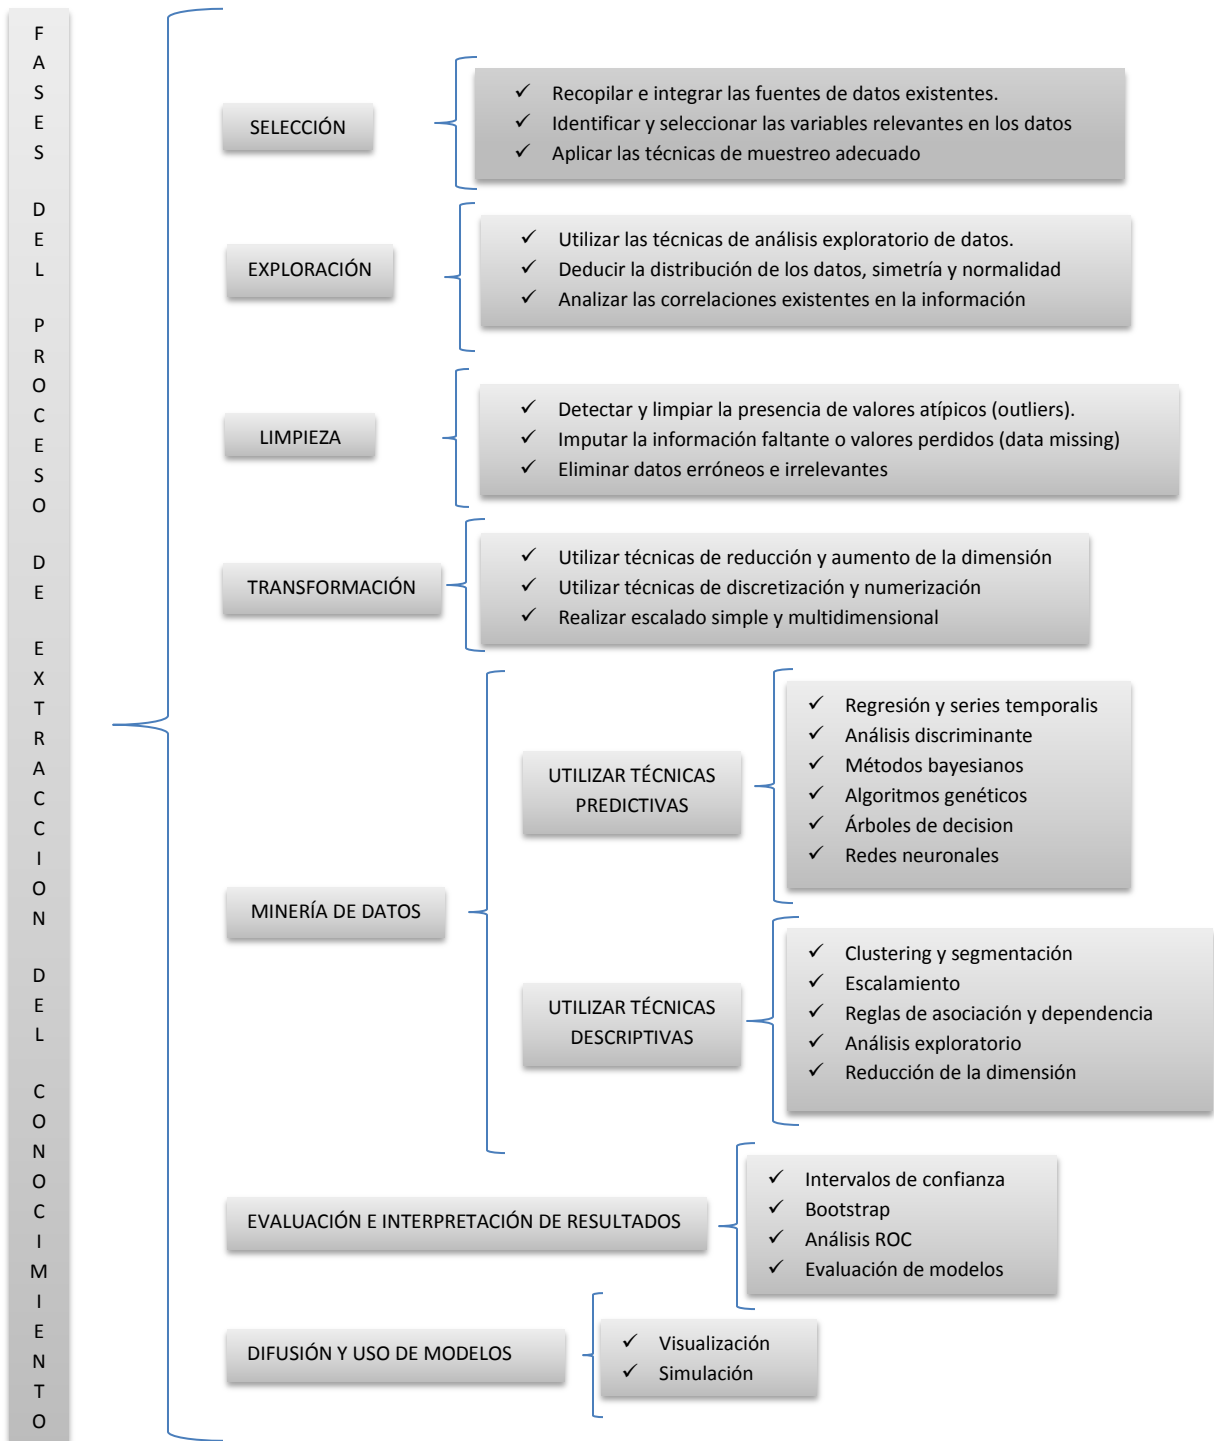 FASES DEL PROCESO DE EXTRACCION DEL CONOCIMIENTO
SELECCIÓN
✓ Recopilar e integrar las fuentes de datos existentes.
✓ Identificar y seleccionar las variables relevantes en los datos
✓ Aplicar las técnicas de muestreo adecuado
EXPLORACIÓN
✓ Utilizar las técnicas de análisis exploratorio de datos.
✓ Deducir la distribución de los datos, simetría y normalidad
✓ Analizar las correlaciones existentes en la información
LIMPIEZA
✓ Detectar y limpiar la presencia de valores atípicos (outliers).
✓ Imputar la información faltante o valores perdidos (data missing)
✓ Eliminar datos erróneos e irrelevantes
TRANSFORMACIÓN
✓ Utilizar técnicas de reducción y aumento de la dimensión
✓ Utilizar técnicas de discretización y numerización
✓ Realizar escalado simple y multidimensional
MINERÍA DE DATOS
UTILIZAR TÉCNICAS
PREDICTIVAS
✓ Regresión y series temporalis
✓ Análisis discriminante
✓ Métodos bayesianos
✓ Algoritmos genéticos
✓ Árboles de decision
✓ Redes neuronales
UTILIZAR TÉCNICAS
DESCRIPTIVAS
✓ Clustering y segmentación
✓ Escalamiento
✓ Reglas de asociación y dependencia
✓ Análisis exploratorio
✓ Reducción de la dimensión
EVALUACIÓN E INTERPRETACIÓN DE RESULTADOS
✓ Intervalos de confianza
✓ Bootstrap
✓ Análisis ROC
✓ Evaluación de modelos
DIFUSIÓN Y USO DE MODELOS
✓ Visualización
✓ Simulación